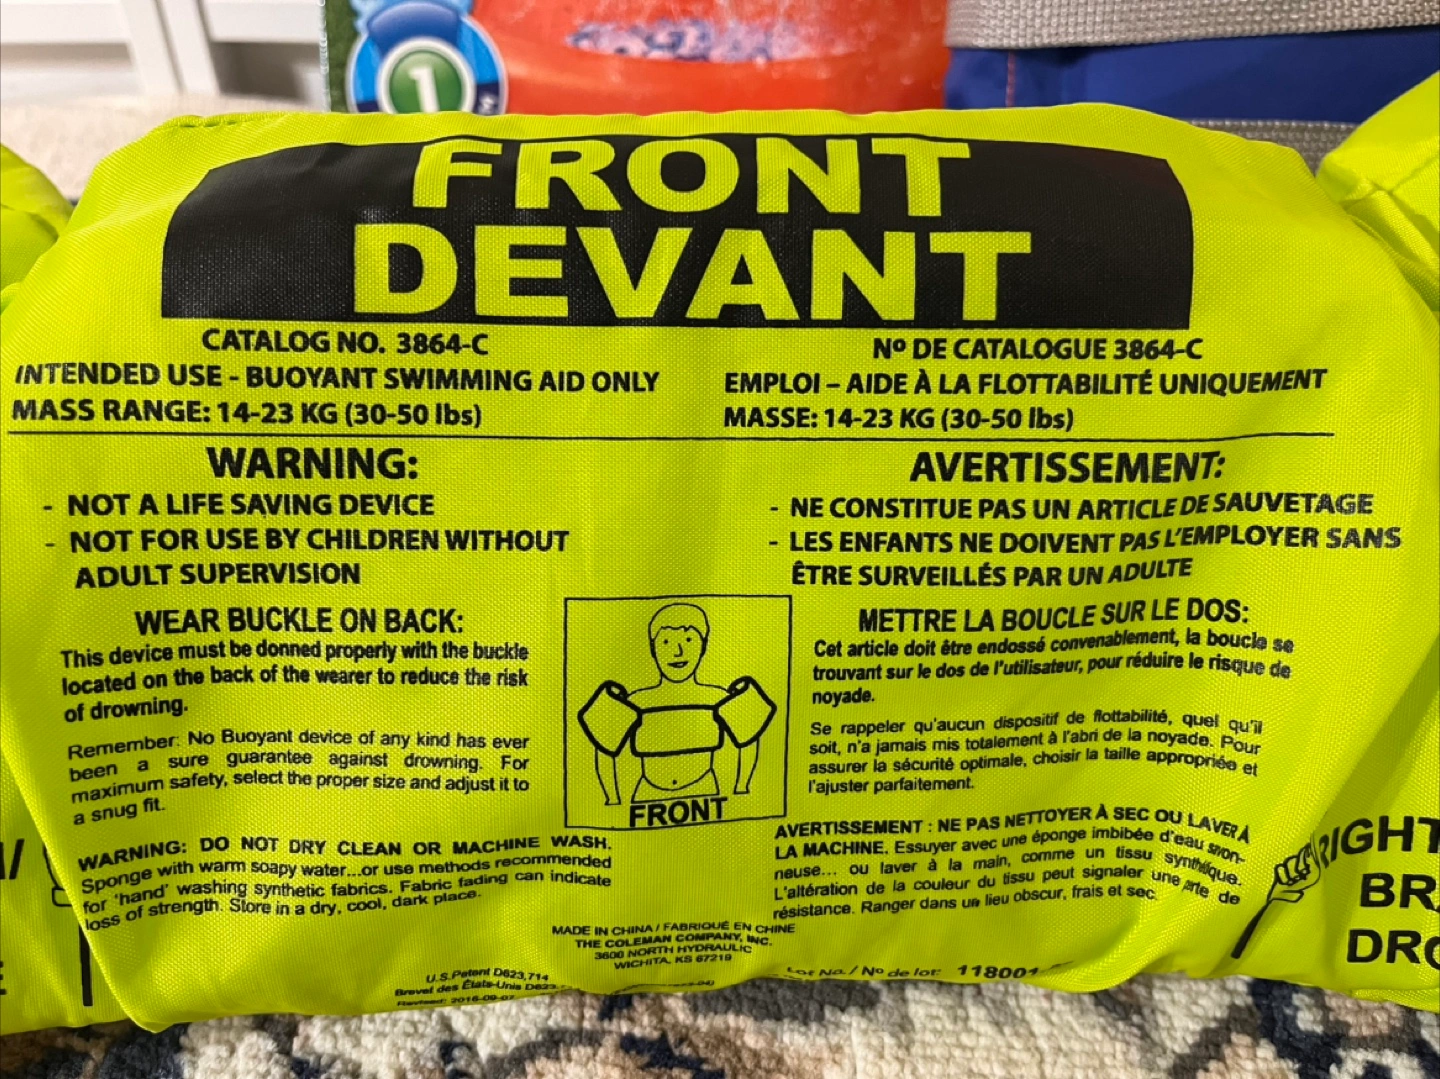 1
FRONT
DEVANT
CATALOG NO. 3864-C
INTENDED USE - BUOYANT SWIMMING AID ONLY
MASS RANGE: 14-23 KG (30-50 lbs)
Nº DE CATALOGUE 3864-C
EMPLOI – AIDE À LA FLOTTABILITÉ UNIQUEMENT
MASSE: 14-23 KG (30-50 lbs)
WARNING:
- NOT A LIFE SAVING DEVICE
- NOT FOR USE BY CHILDREN WITHOUT
ADULT SUPERVISION
WEAR BUCKLE ON BACK:
This device must be donned properly with the buckle
located on the back of the wearer to reduce the risk
of drowning.
Remember: No Buoyant device of any kind has ever
been a sure guarantee against drowning. For
maximum safety, select the proper size and adjust it to
a snug fit.
WARNING: DO NOT DRY CLEAN OR MACHINE WASH.
Sponge with warm soapy water...or use methods recommended
for 'hand' washing synthetic fabrics. Fabric fading can indicate
loss of strength. Store in a dry, cool, dark place.
FRONT
AVERTISSEMENT:
- NE CONSTITUE PAS UN ARTICLE DE SAUVETAGE
- LES ENFANTS NE DOIVENT PAS L'EMPLOYER SANS
ÊTRE SURVEILLÉS PAR UN ADULTE
METTRE LA BOUCLE SUR LE DOS:
Cet article doit être endossé convenablement, la boucle se
trouvant sur le dos de l'utilisateur, pour réduire le risque de
noyade.
Se rappeler qu'aucun dispositif de flottabilité, quel qu'il
soit, n'a jamais mis totalement à l'abri de la noyade. Pour
assurer la sécurité optimale, choisir la taille appropriée et
l'ajuster parfaitement.
AVERTISSEMENT : NE PAS NETTOYER À SEC OU LAVER À
LA MACHINE. Essuyer avec une éponge imbibée d'eau savon-
neuse... ou laver à la main, comme un tissu synthétique.
L'altération de la couleur du tissu peut signaler une perte de
résistance. Ranger dans un lieu obscur, frais et sec.
MADE IN CHINA / FABRIQUÉ EN CHINE
THE COLEMAN COMPANY, INC.
3600 NORTH HYDRAULIC
WICHITA, KS 67219
U.S.Patent D623,714
Brevet des États-Unis D623
Revised: 2016-09-07
Lot No./ Nº de lot: 118001
RIGHT
BR
DRO